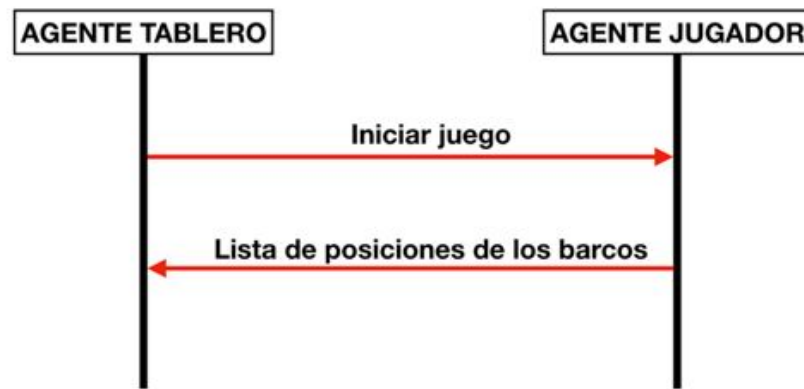 AGENTE TABLERO
AGENTE JUGADOR
Iniciar juego
Lista de posiciones de los barcos